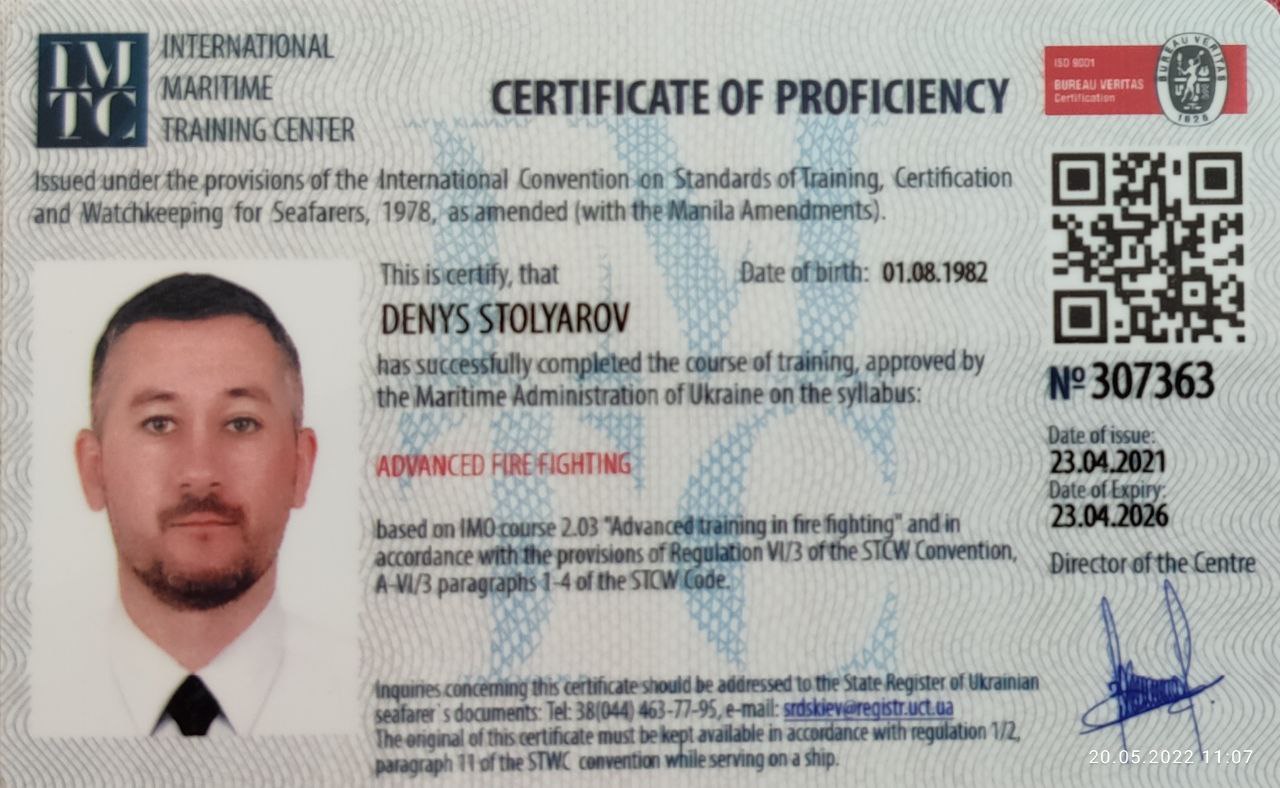 IMTC
INTERNATIONAL
MARITIME
TRAINING CENTER
CERTIFICATE OF PROFICIENCY
ISO 9001
BUREAU VERITAS
Certification
BUREAU VERITAS
1828
Issued under the provisions of the International Convention on Standards of Training, Certification
and Watchkeeping for Seafarers, 1978, as amended (with the Manila Amendments).
This is certify, that
Date of birth: 01.08.1982
DENYS STOLYAROV
has successfully completed the course of training, approved by
the Maritime Administration of Ukraine on the syllabus:
ADVANCED FIRE FIGHTING
based on IMO course 2.03 "Advanced training in fire fighting" and in
accordance with the provisions of Regulation VI/3 of the STCW Convention,
A-VI/3 paragraphs 1-4 of the STCW Code.
Inquiries concerning this certificate should be addressed to the State Register of Ukrainian
seafarer`s documents: Tel: 38(044) 463-77-95, e-mail: srdskiev@registr.uct.ua
The original of this certificate must be kept available in accordance with regulation 1/2,
paragraph 11 of the STWC convention while serving on a ship.
№ 307363
Date of issue:
23.04.2021
Date of Expiry:
23.04.2026
Director of the Centre
20.05.2022 11:07